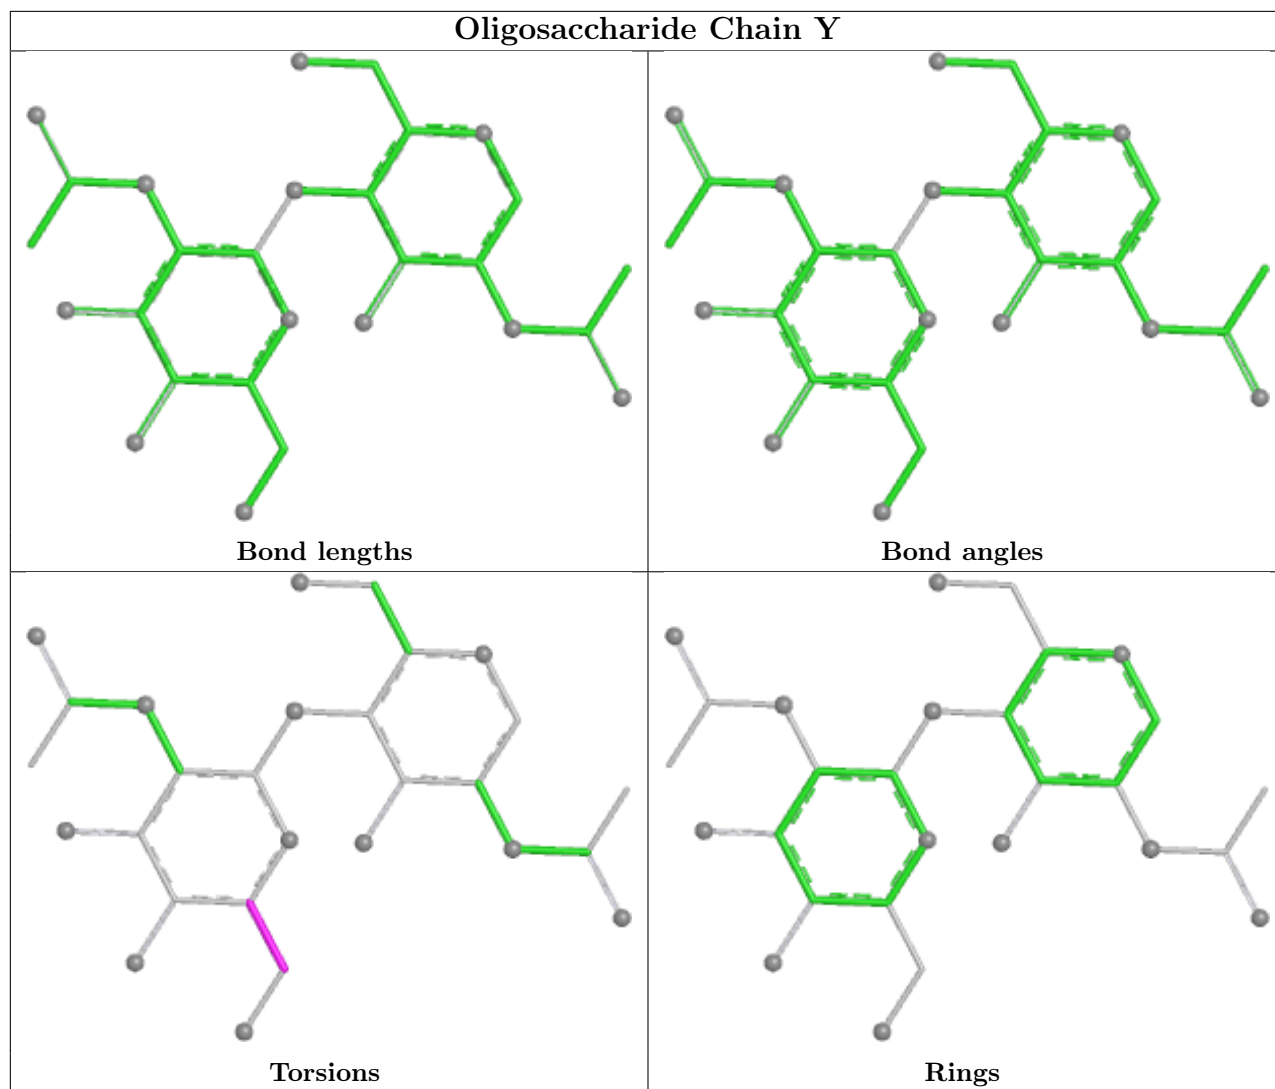 Oligosaccharide Chain Y
Bond lengths
Bond angles
Torsions
Rings